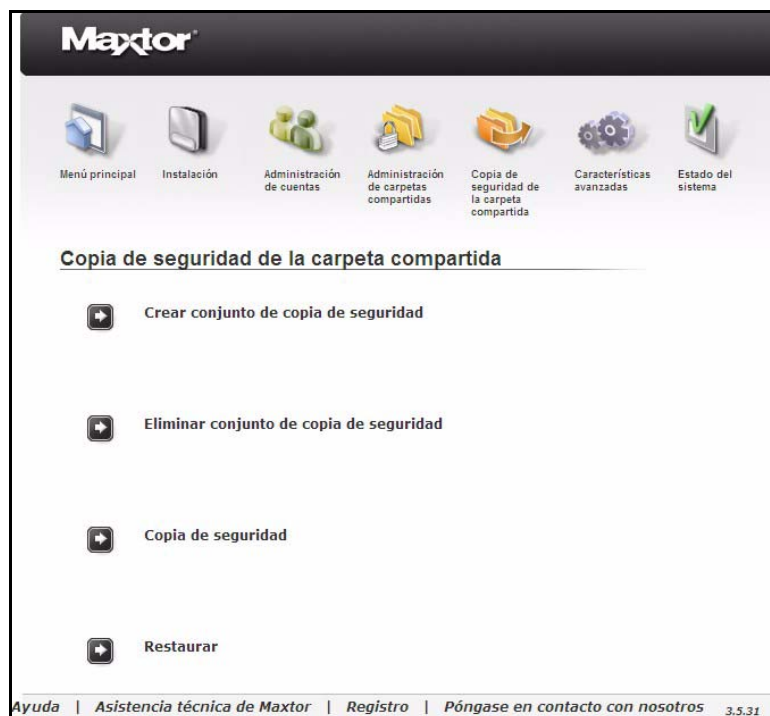 Maxtor
Menú principal
Instalación
Administración
de cuentas
Administración
de carpetas
compartidas
Copia de
seguridad de
la carpeta
compartida
Características
avanzadas
Estado del
sistema
Copia de seguridad de la carpeta compartida
Crear conjunto de copia de seguridad
Eliminar conjunto de copia de seguridad
Copia de seguridad
Restaurar
Ayuda | Asistencia técnica de Maxtor | Registro | Póngase en contacto con nosotros 3.5.31